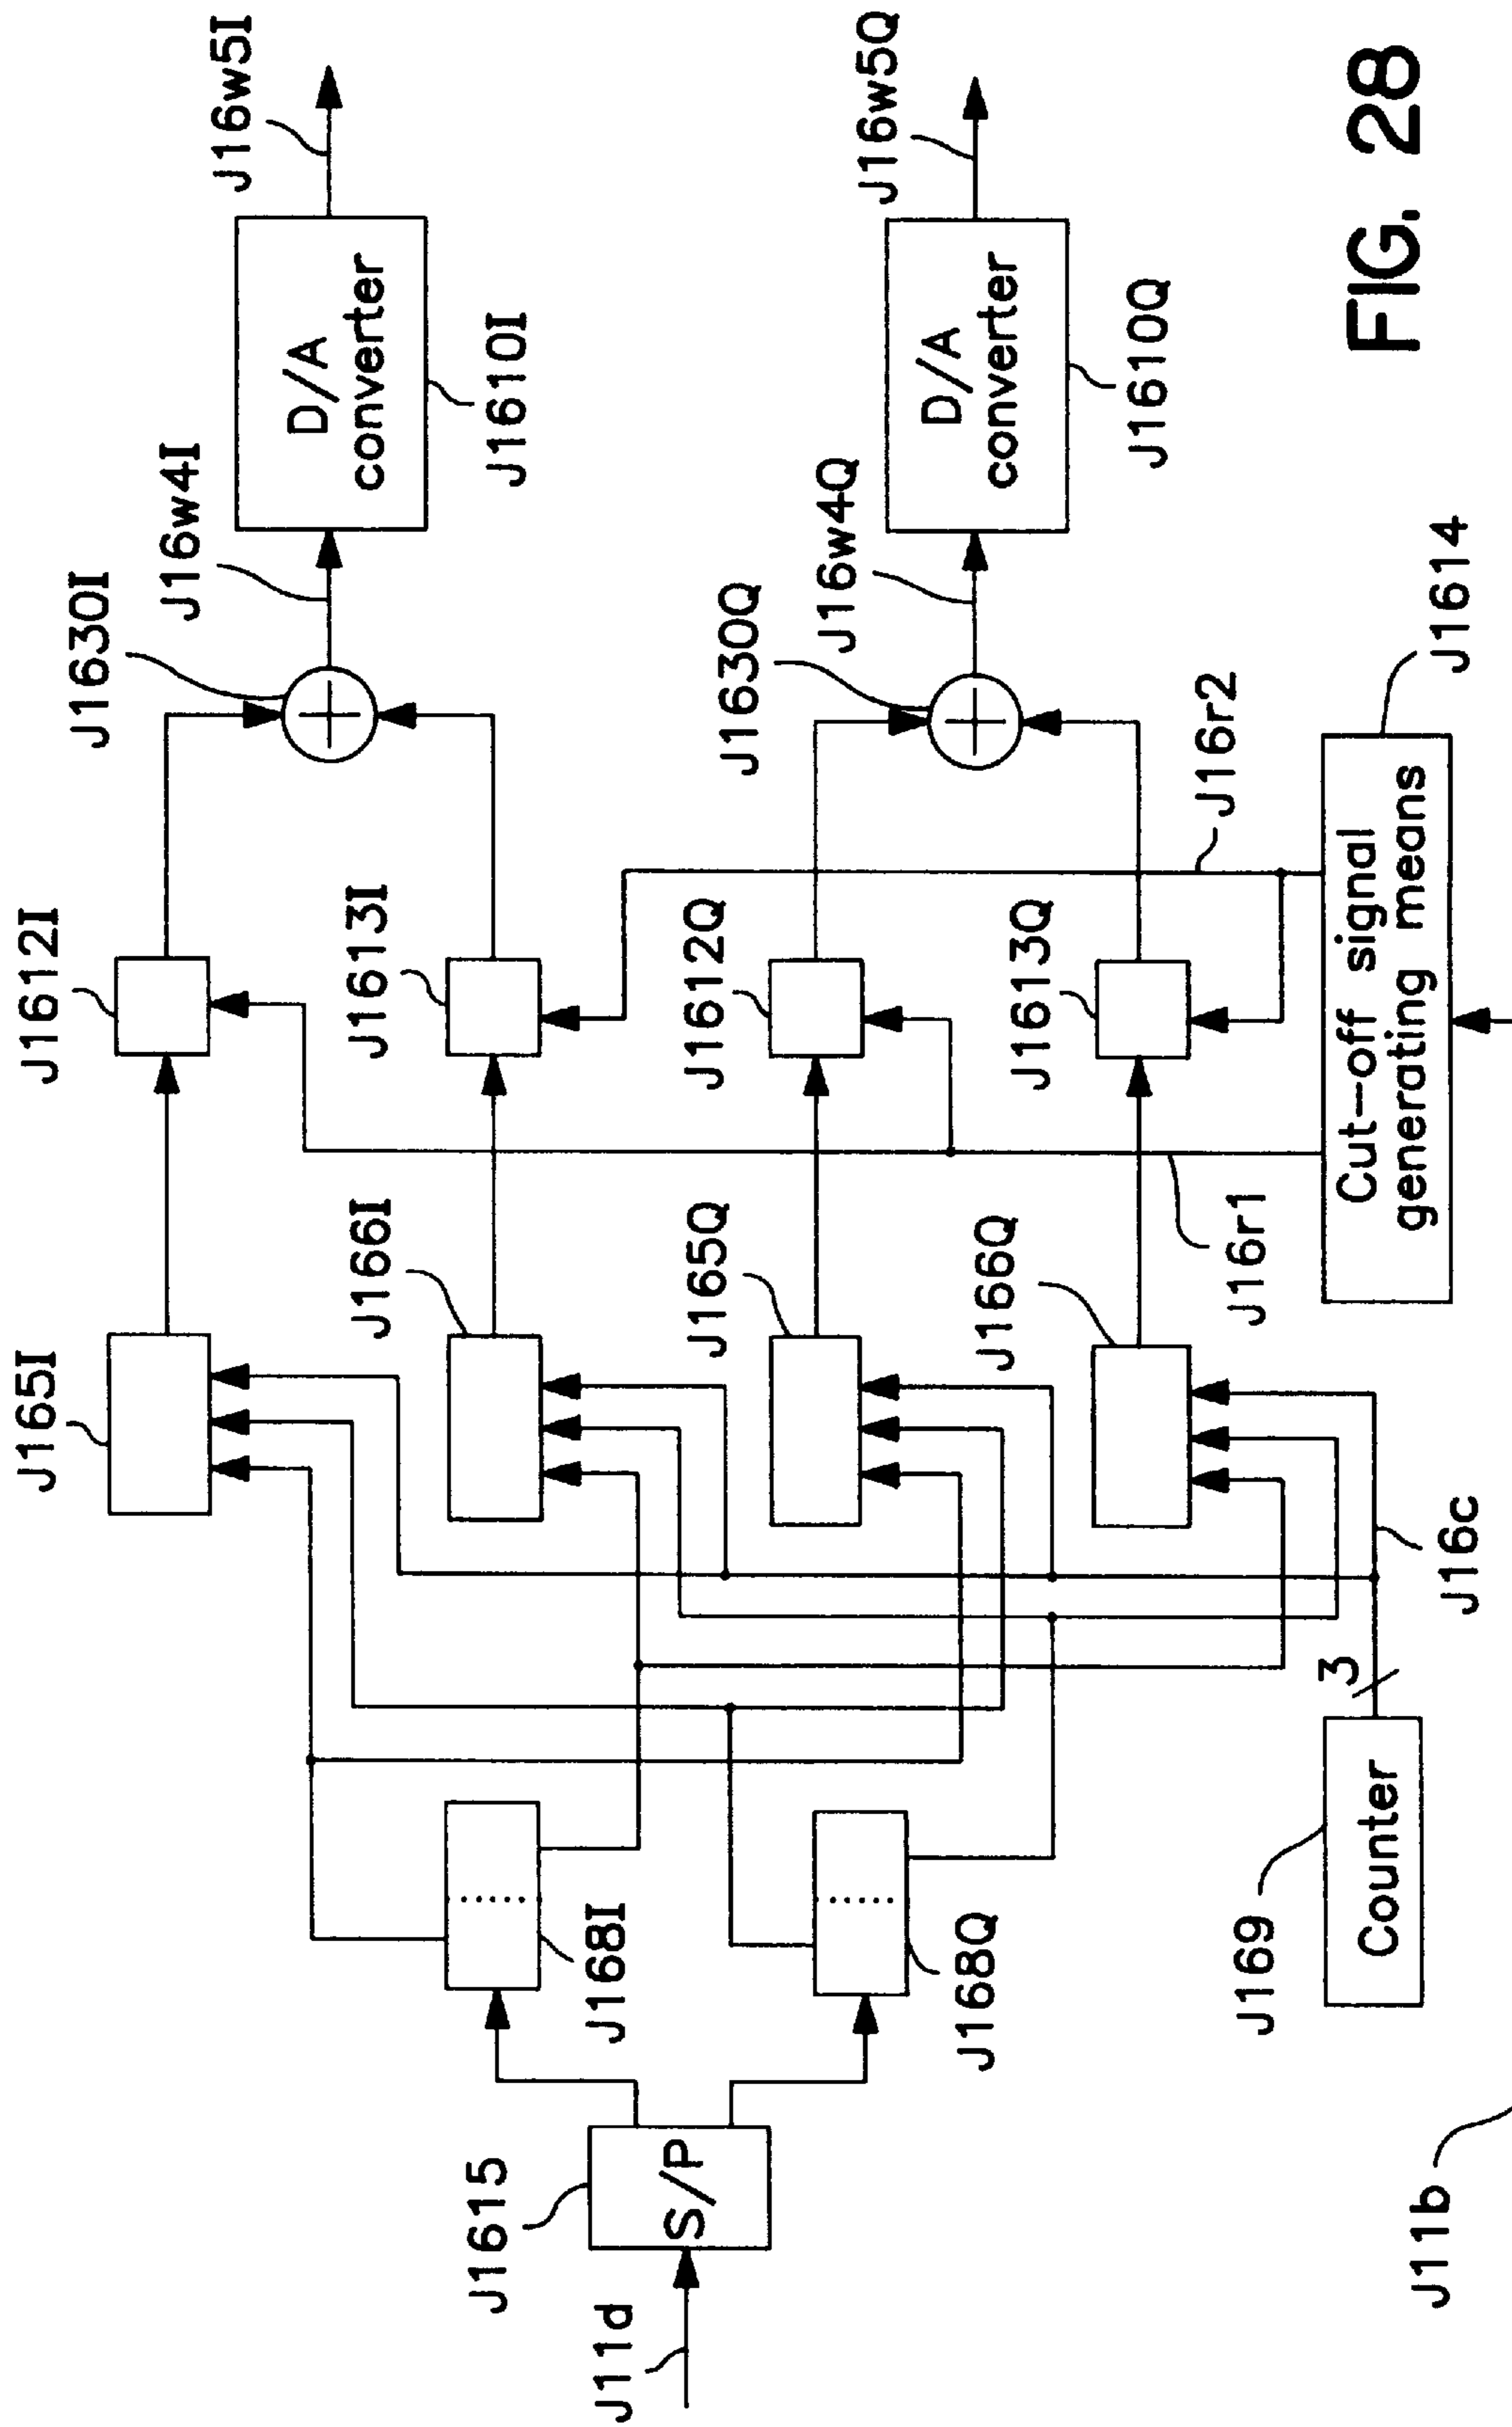 J11d
J1615
S/P
J168I
J168Q
J165I
J166I
J165Q
J166Q
J1612I
J1613I
J1612Q
J1613Q
J1630I
J16w4I
D/A
converter
J1610I
J16w5I
J1630Q
J16w4Q
D/A
converter
J1610Q
J16w5Q
J169
Counter
3
J16c
J16r1
J16r2
Cut-off signal
generating means
J1614
J11b
FIG. 28